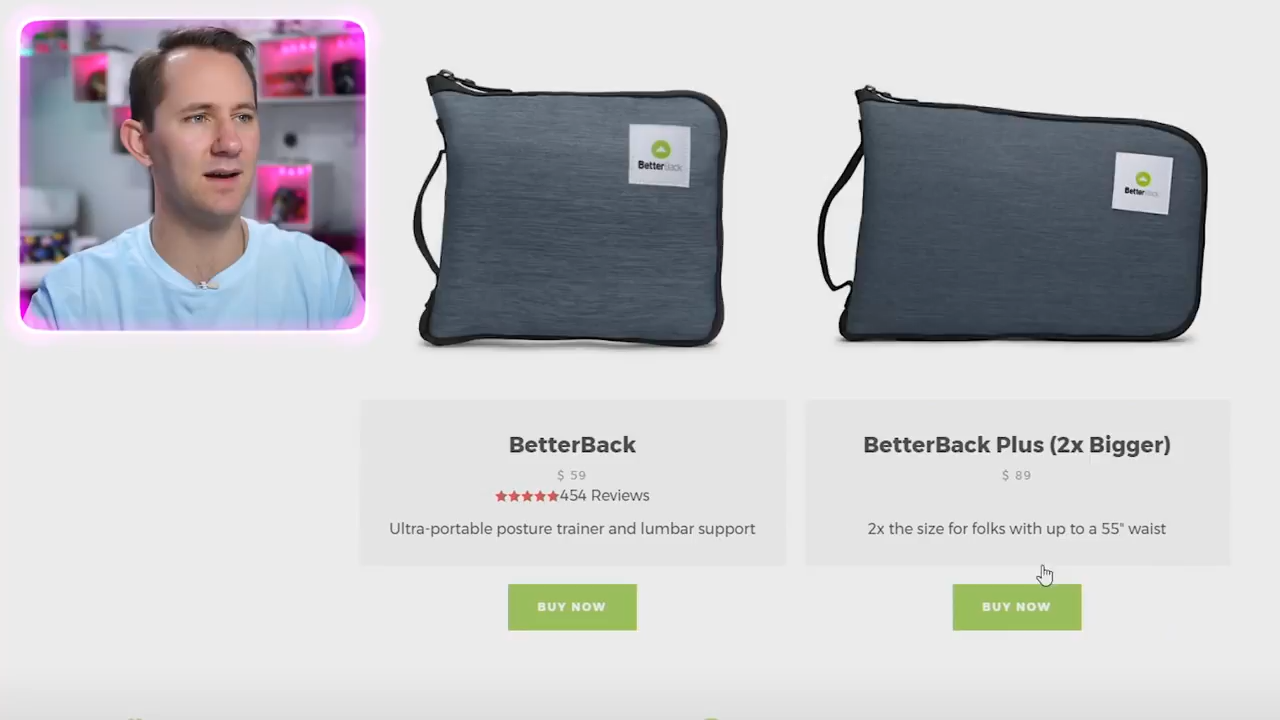 BetterBack
BetterBack
BetterBack
$ 59
454 Reviews
Ultra-portable posture trainer and lumbar support
BUY NOW
BetterBack Plus (2x Bigger)
$ 89
2x the size for folks with up to a 55" waist
BUY NOW